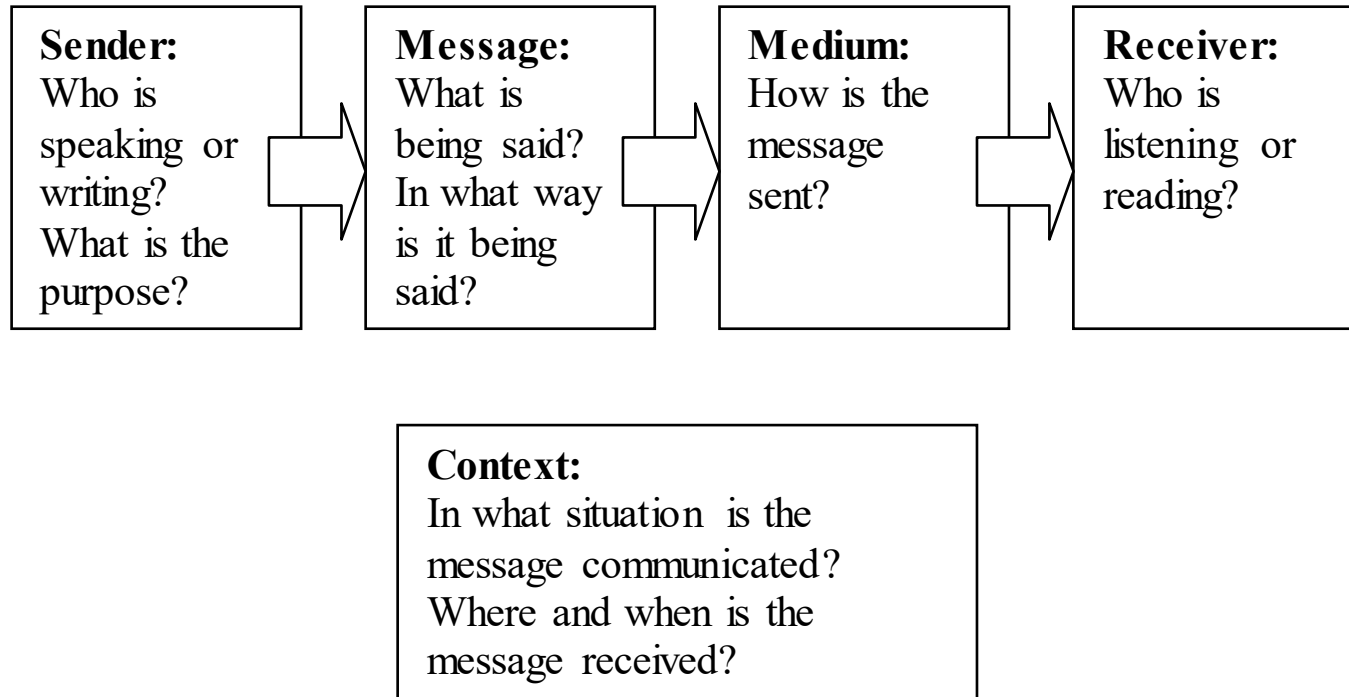 Sender:
Who is
speaking or
writing?
What is the
purpose?
Message:
What is
being said?
In what way
is it being
said?
Medium:
How is the
message
sent?
Receiver:
Who is
listening or
reading?
Context:
In what situation is the
message communicated?
Where and when is the
message received?